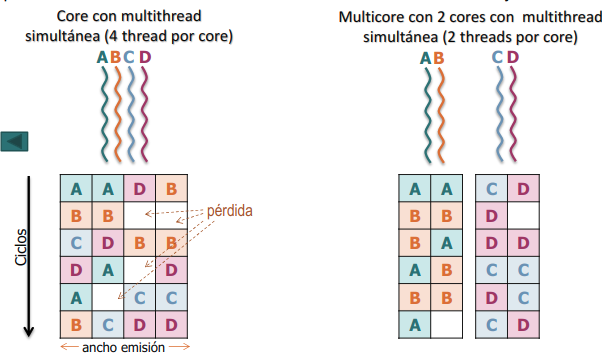 Core con multithread
simultánea (4 thread por core)
A B C D
A A D B
B B
C D B B
D A D
A C C
B C D D
pérdida
Ciclos
ancho emisión
Multicore con 2 cores con multithread
simultánea (2 threads por core)
A B
C D
A A C D
B B D
B A D D
A B C C
B B D C
A C D